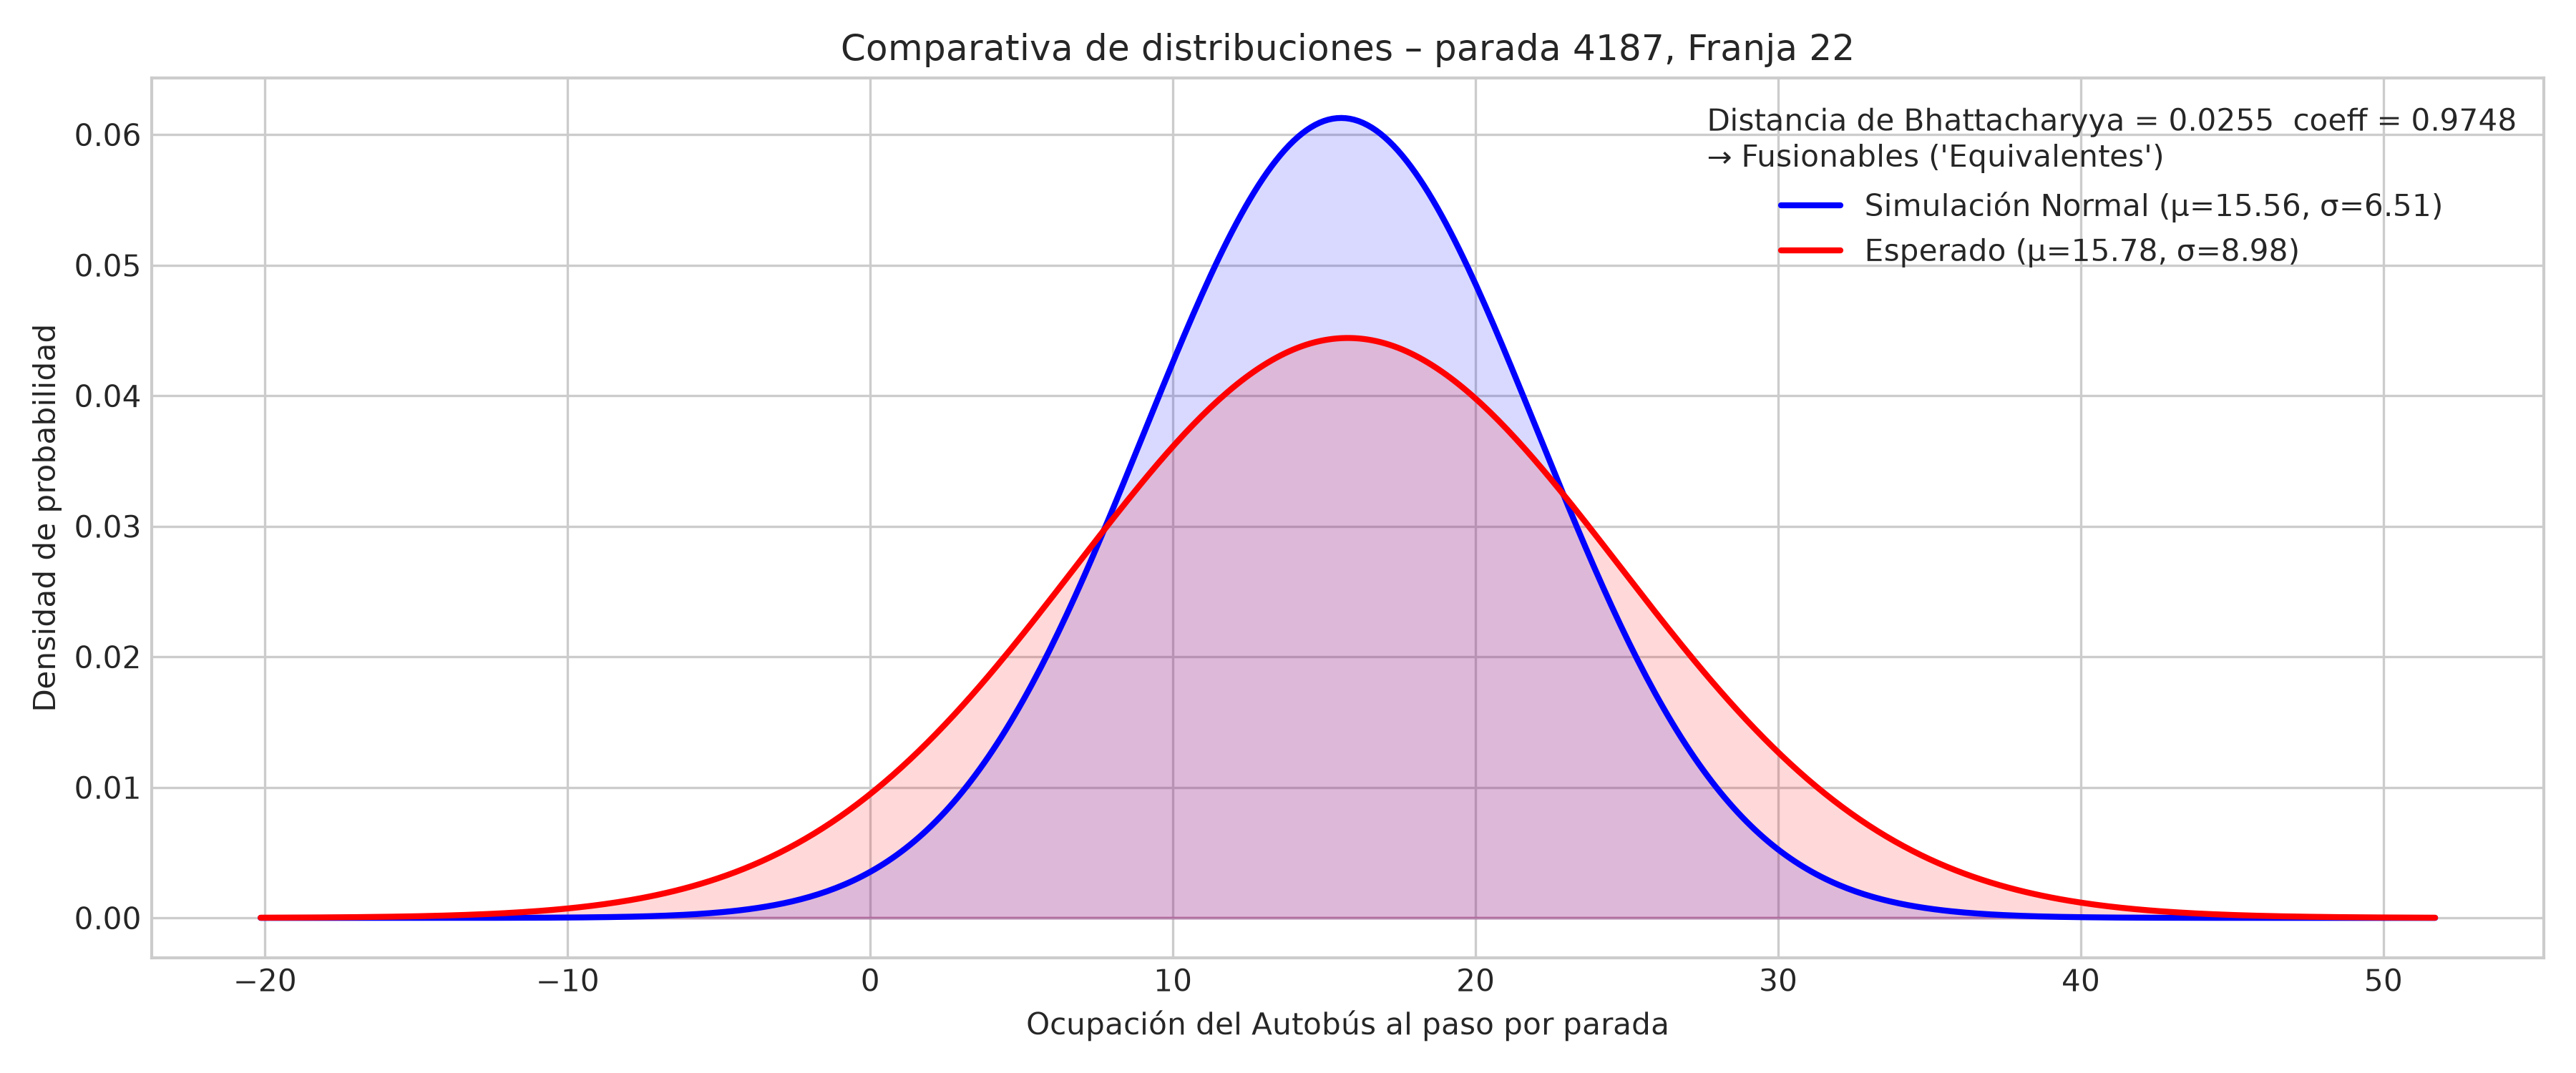 Comparativa de distribuciones – parada 4187, Franja 22
Distancia de Bhattacharyya = 0.0255  coeff = 0.9748
→ Fusionables ('Equivalentes')
Simulación Normal (μ=15.56, σ=6.51)
Esperado (μ=15.78, σ=8.98)
Densidad de probabilidad
0.06
0.05
0.04
0.03
0.02
0.01
0.00
−20 −10 0 10 20 30 40 50
Ocupación del Autobús al paso por parada